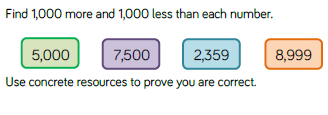 Find 1,000 more and 1,000 less than each number.
5,000 7,500 2,359 8,999
Use concrete resources to prove you are correct.